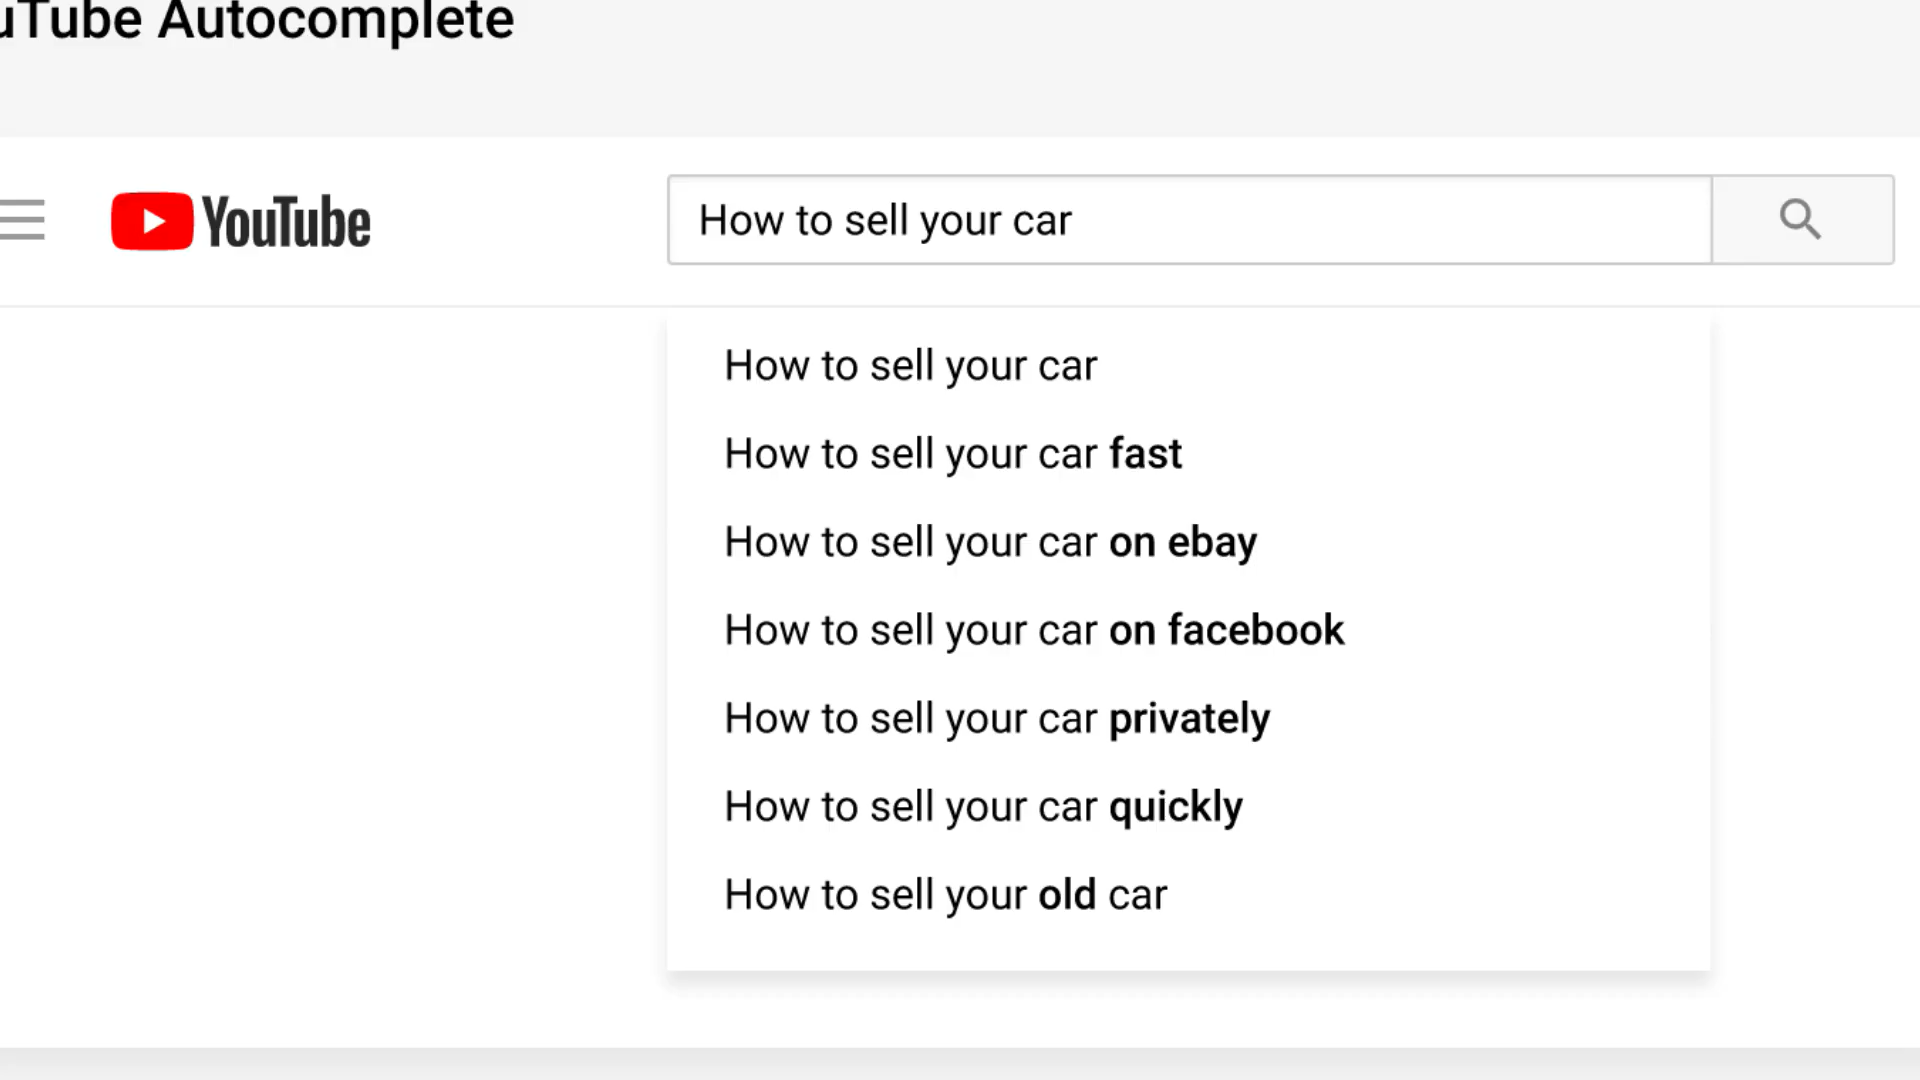 uTube Autocomplete
YouTube
How to sell your car
How to sell your car
How to sell your car fast
How to sell your car on ebay
How to sell your car on facebook
How to sell your car privately
How to sell your car quickly
How to sell your old car